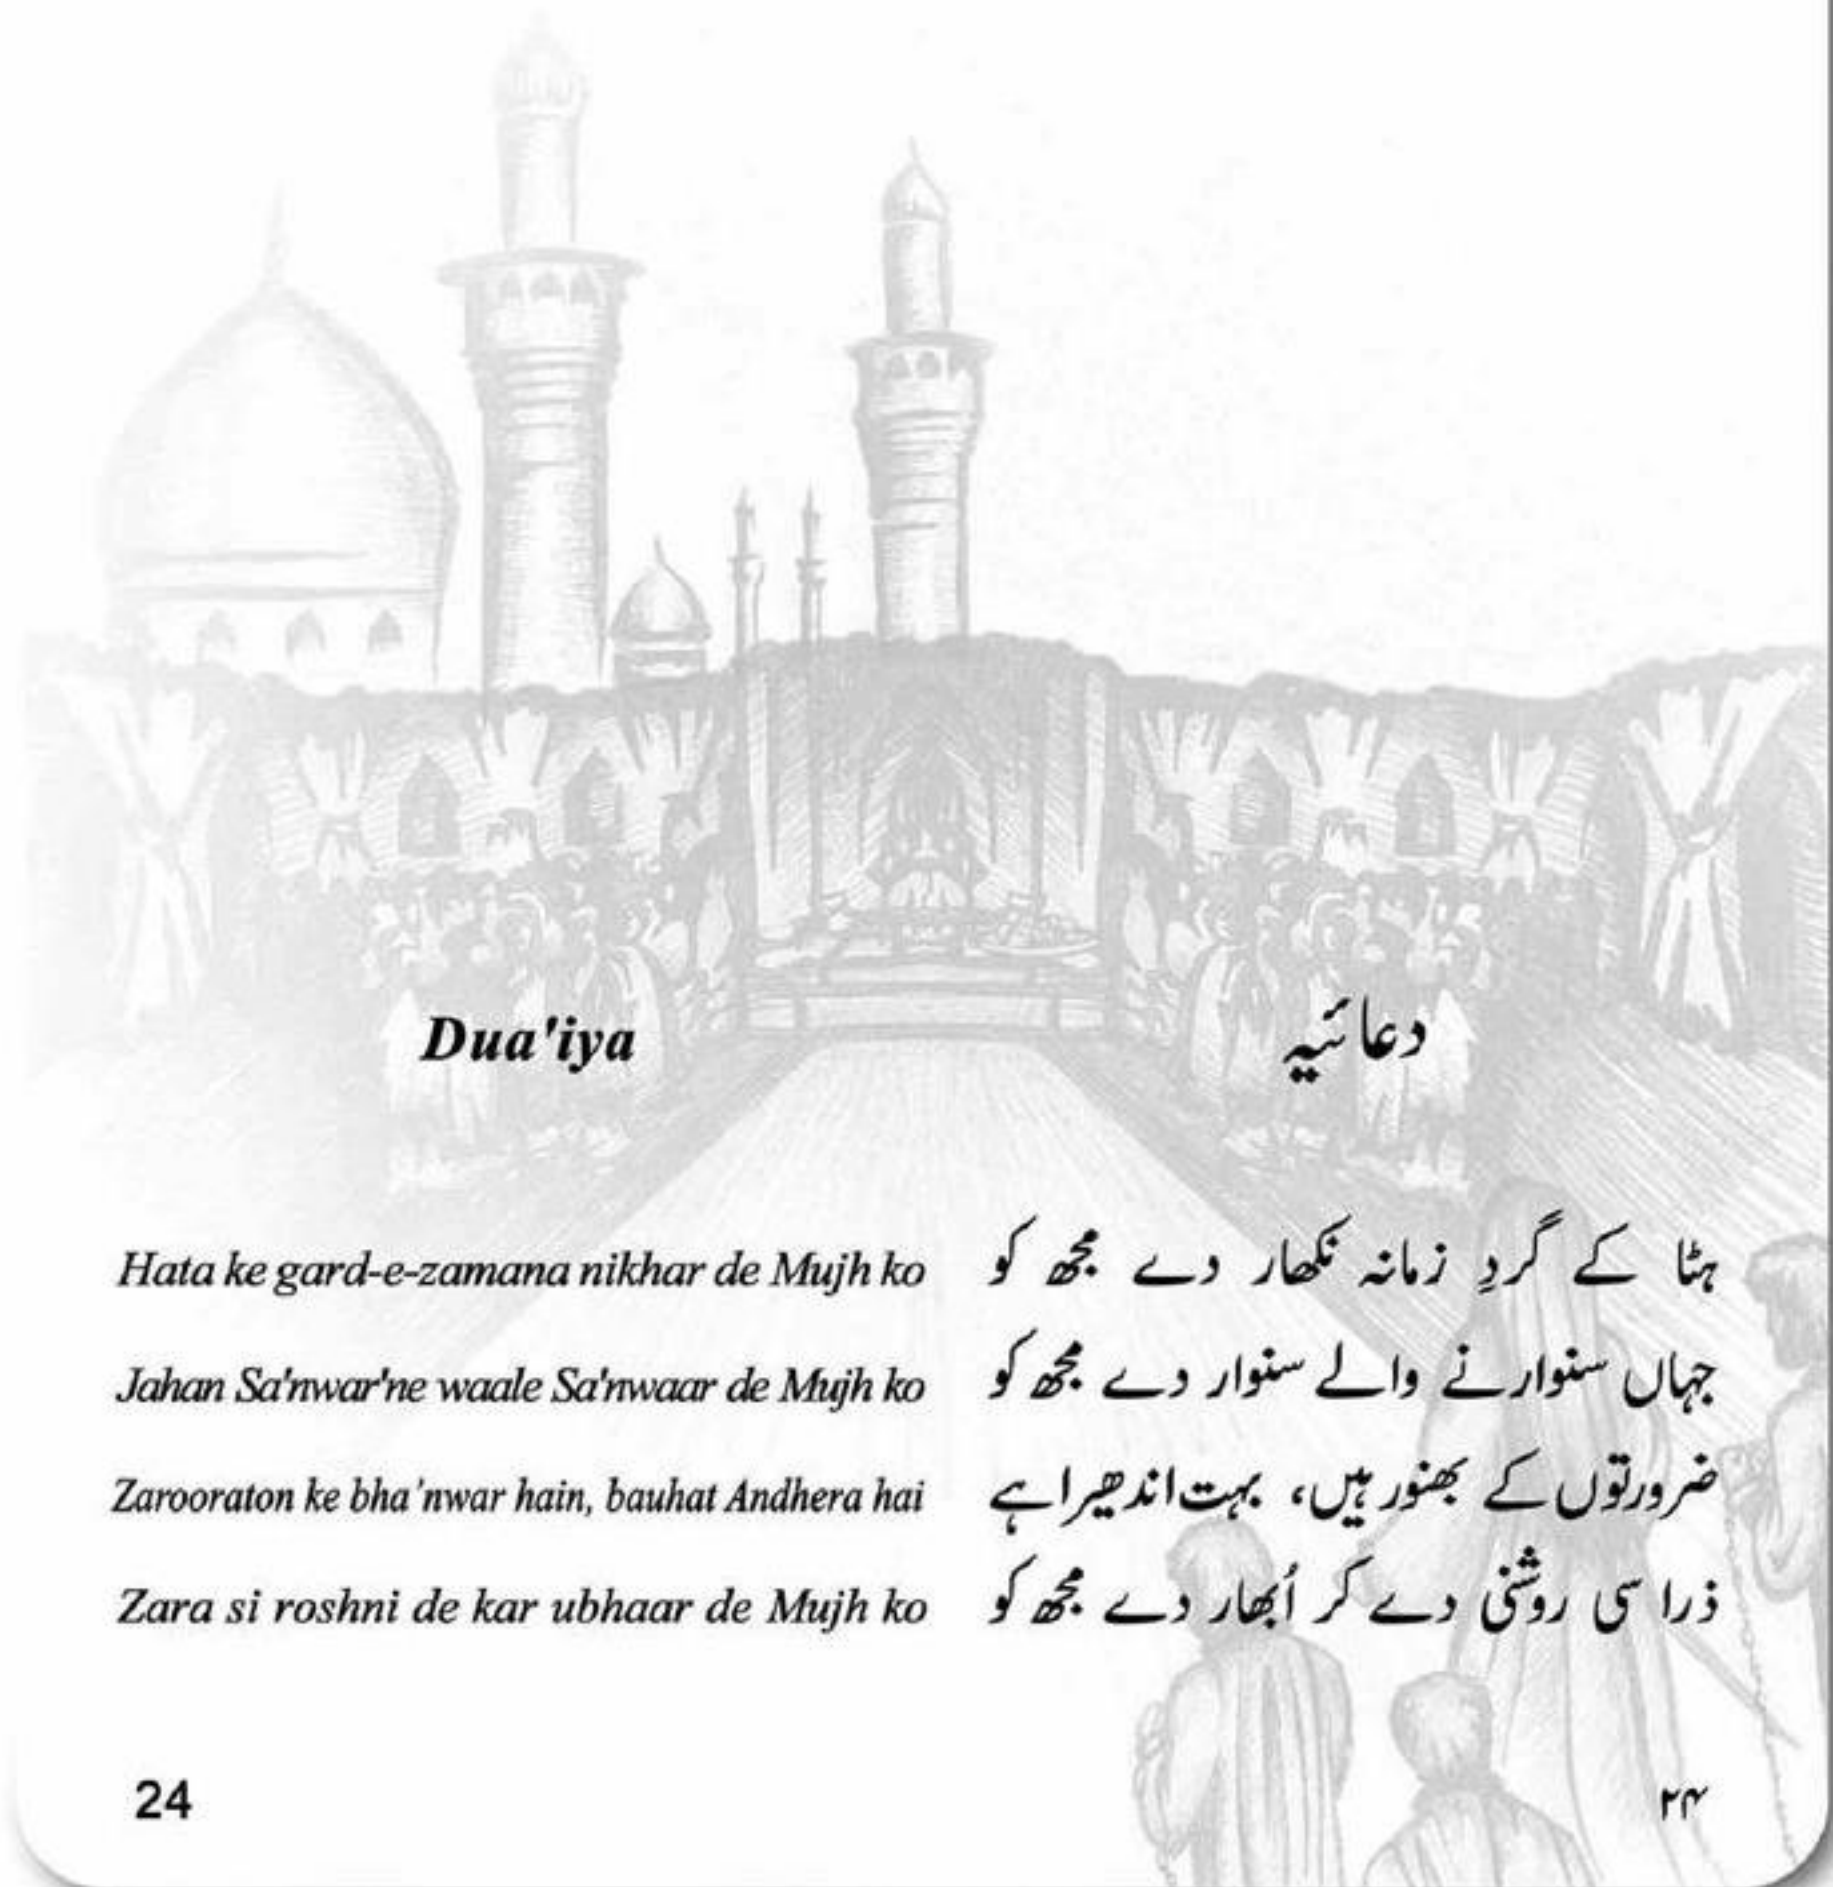 Dua'iya
دعائیہ
Hata ke gard-e-zamana nikhar de Mujh ko
ہٹا کے گردِ زمانہ نکھار دے مجھ کو
Jahan Sa'nwar'ne waale Sa'nwaar de Mujh ko
جہاں سنوارنے والے سنوار دے مجھ کو
Zarooraton ke bha'nwar hain, bauhat Andhera hai
ضرورتوں کے بھنور ہیں، بہت اندھیرا ہے
Zara si roshni de kar ubhaar de Mujh ko
ذرا سی روشنی دے کر اُبھار دے مجھ کو
24
۲۴